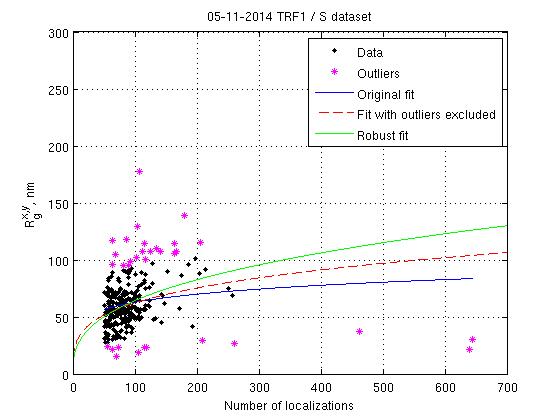 05-11-2014 TRF1 / S dataset
300
250
200
150
100
50
0
R_g^{x,y}, nm
Data
Outliers
Original fit
Fit with outliers excluded
Robust fit
0 100 200 300 400 500 600 700
Number of localizations